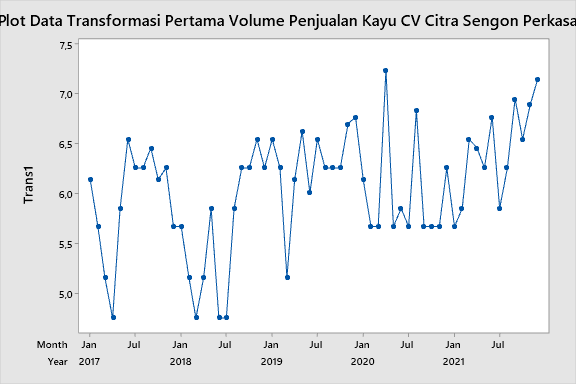 Plot Data Transformasi Pertama Volume Penjualan Kayu CV Citra Sengon Perkasa
7,5
7,0
6,5
6,0
5,5
5,0
Trans1
Month Jan Jul Jan Jul Jan Jul Jan Jul Jan Jul
Year 2017 2018 2019 2020 2021